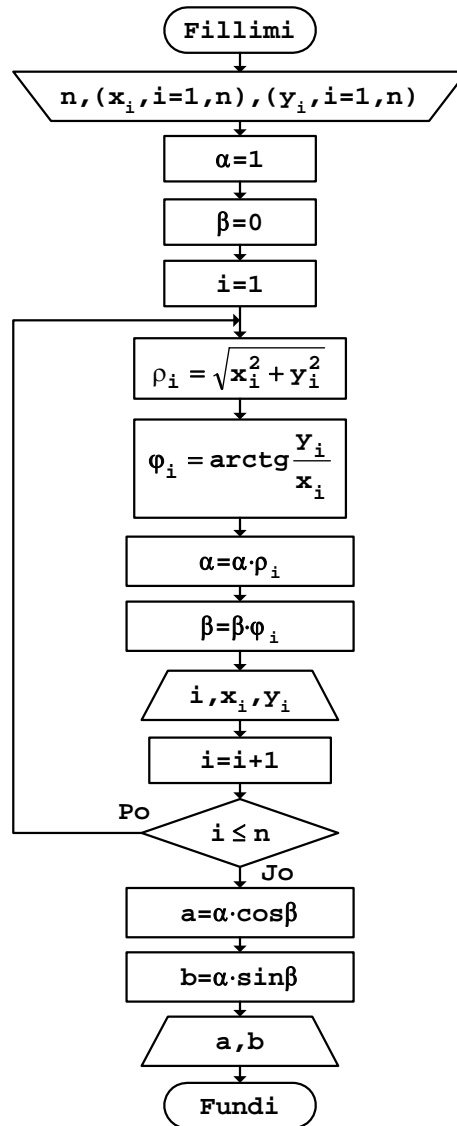 Fillimi
n,(xᵢ,i=1,n),(yᵢ,i=1,n)
α=1
β=0
i=1
ρᵢ = √(xᵢ² + yᵢ²)
φᵢ = arctg yᵢ/xᵢ
α=α·ρᵢ
β=β·φᵢ
i,xᵢ,yᵢ
i=i+1
Po
i ≤ n
Jo
a=α·cosβ
b=α·sinβ
a,b
Fundi